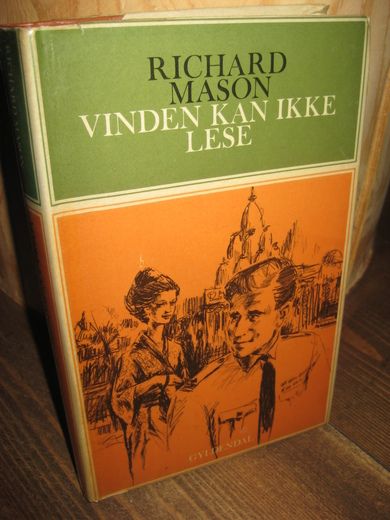 RICHARD
MASON
VINDEN KAN IKKE
LESE
GYLDENDAL